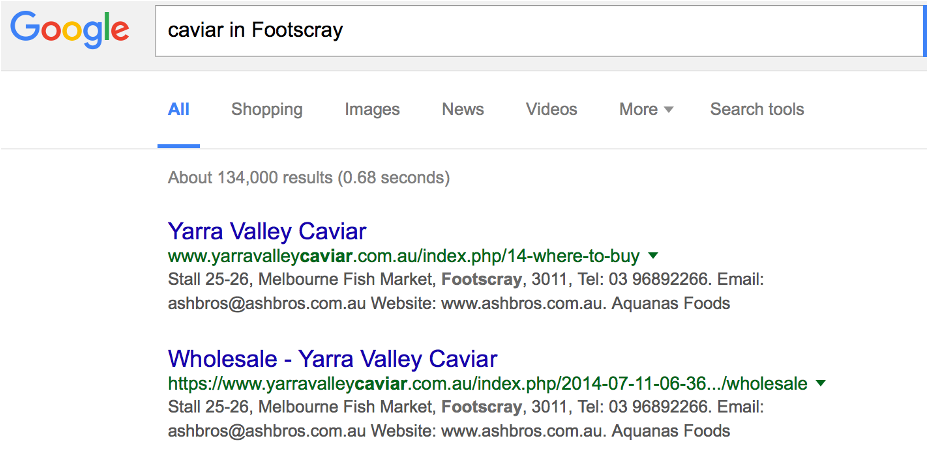 Google caviar in Footscray
All Shopping Images News Videos More Search tools
About 134,000 results (0.68 seconds)
Yarra Valley Caviar
www.yarravalleycaviar.com.au/index.php/14-where-to-buy
Stall 25-26, Melbourne Fish Market, Footscray, 3011, Tel: 03 96892266. Email:
ashbros@ashbros.com.au Website: www.ashbros.com.au. Aquanas Foods
Wholesale - Yarra Valley Caviar
https://www.yarravalleycaviar.com.au/index.php/2014-07-11-06-36.../wholesale
Stall 25-26, Melbourne Fish Market, Footscray, 3011, Tel: 03 96892266. Email:
ashbros@ashbros.com.au Website: www.ashbros.com.au. Aquanas Foods